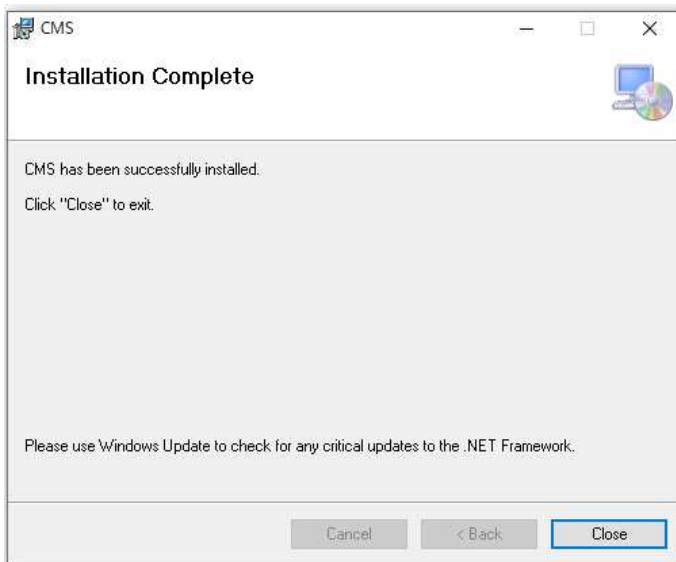 CMS
Installation Complete
CMS has been successfully installed.
Click "Close" to exit.
Please use Windows Update to check for any critical updates to the .NET Framework.
Cancel
< Back
Close